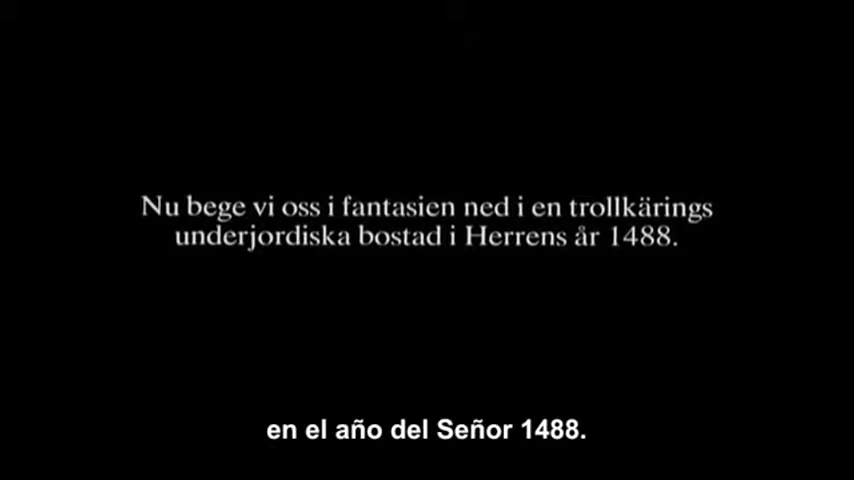 Nu bege vi oss i fantasien ned i en trollkärings
underjordiska bostad i Herrens år 1488.
en el año del Señor 1488.